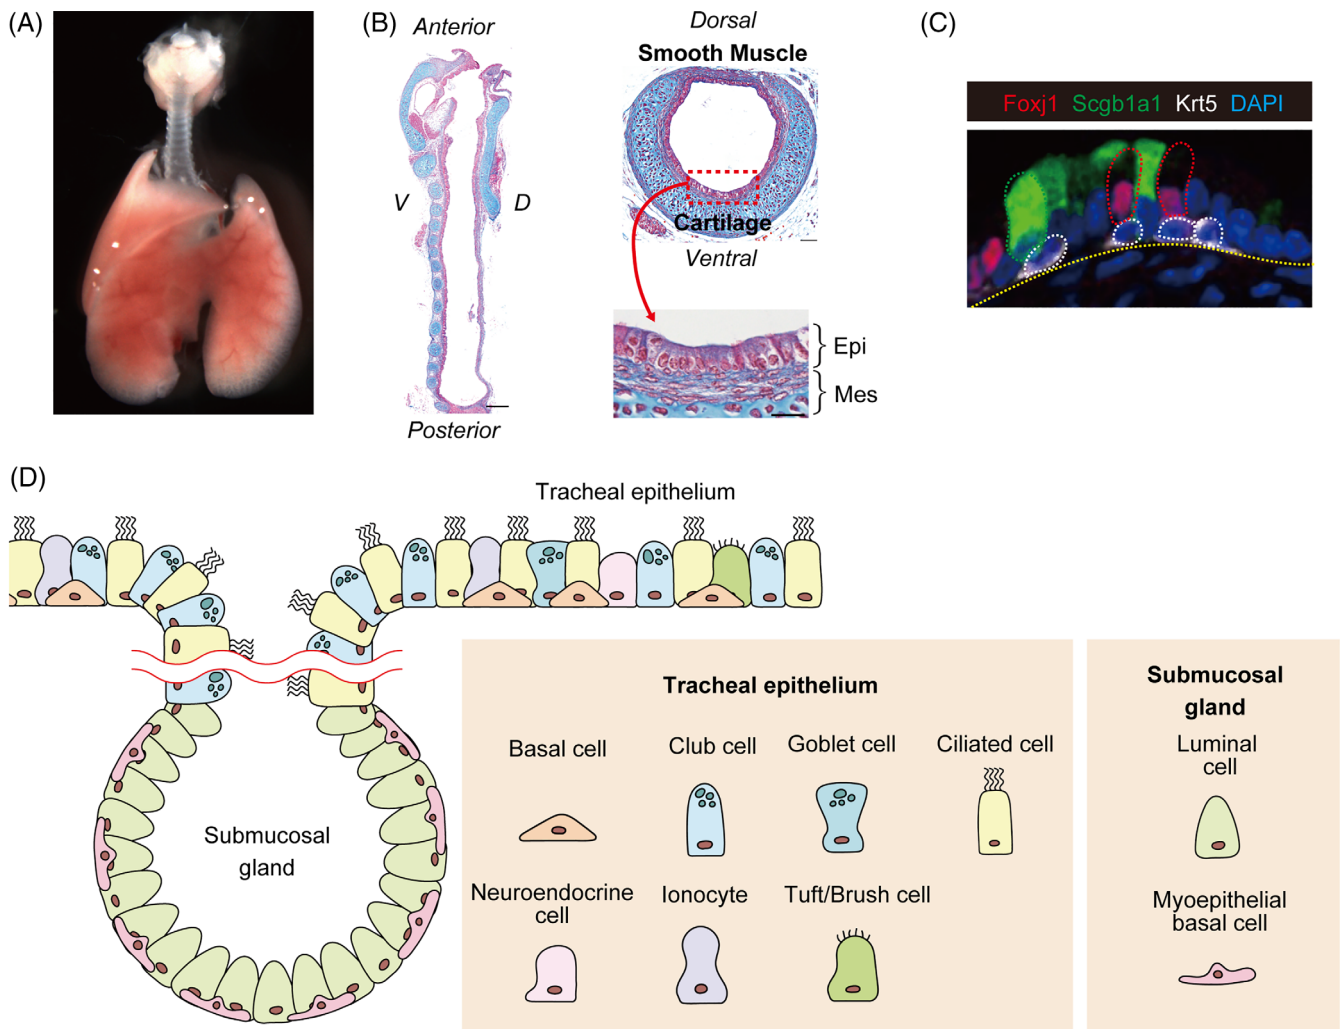 (A)
(B)
Anterior
V
D
Posterior
Dorsal
Smooth Muscle
Cartilage
Ventral
Epi
Mes
(C)
Foxj1 Scgb1a1 Krt5 DAPI
(D)
Tracheal epithelium
Submucosal
gland
Tracheal epithelium
Basal cell
Club cell
Goblet cell
Ciliated cell
Neuroendocrine
cell
Ionocyte
Tuft/Brush cell
Submucosal
gland
Luminal
cell
Myoepithelial
basal cell